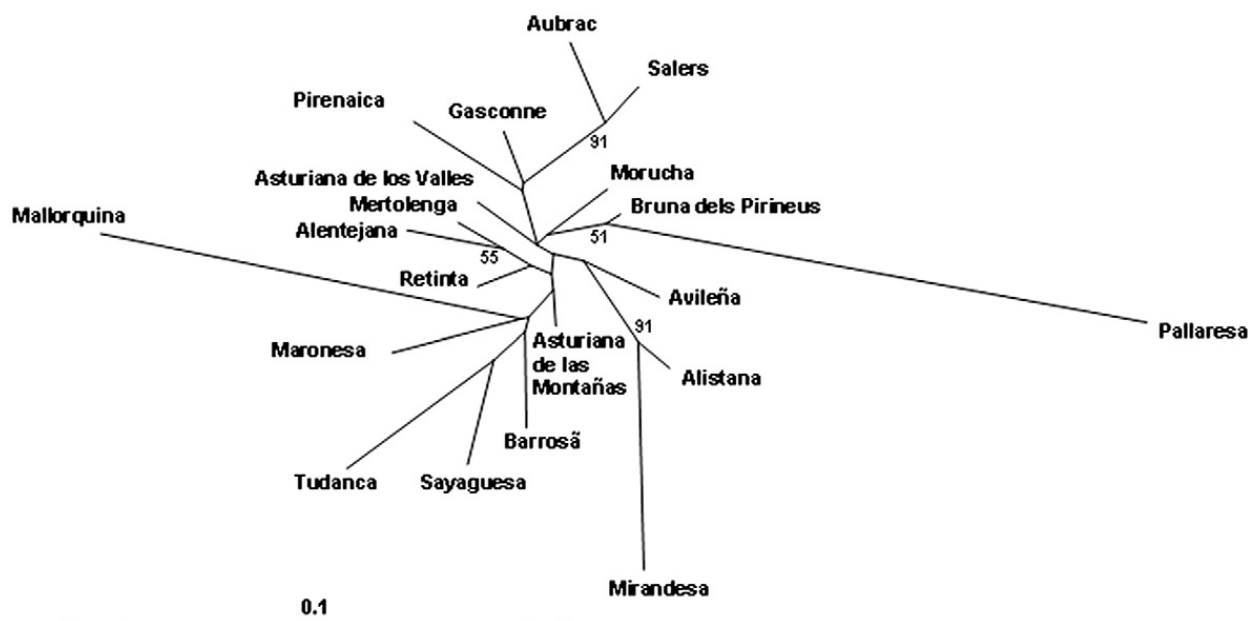 Aubrac
Salers
Pirenaica
Gasconne
91
Morucha
Asturiana de los Valles
Mertolenga
Bruna dels Pirineus
Mallorquina
Alentejana
51
55
Retinta
Avileña
91
Pallaresa
Maronesa
Asturiana
de las
Montañas
Alistana
Barrosã
Tudanca
Sayaguesa
Mirandesa
0.1